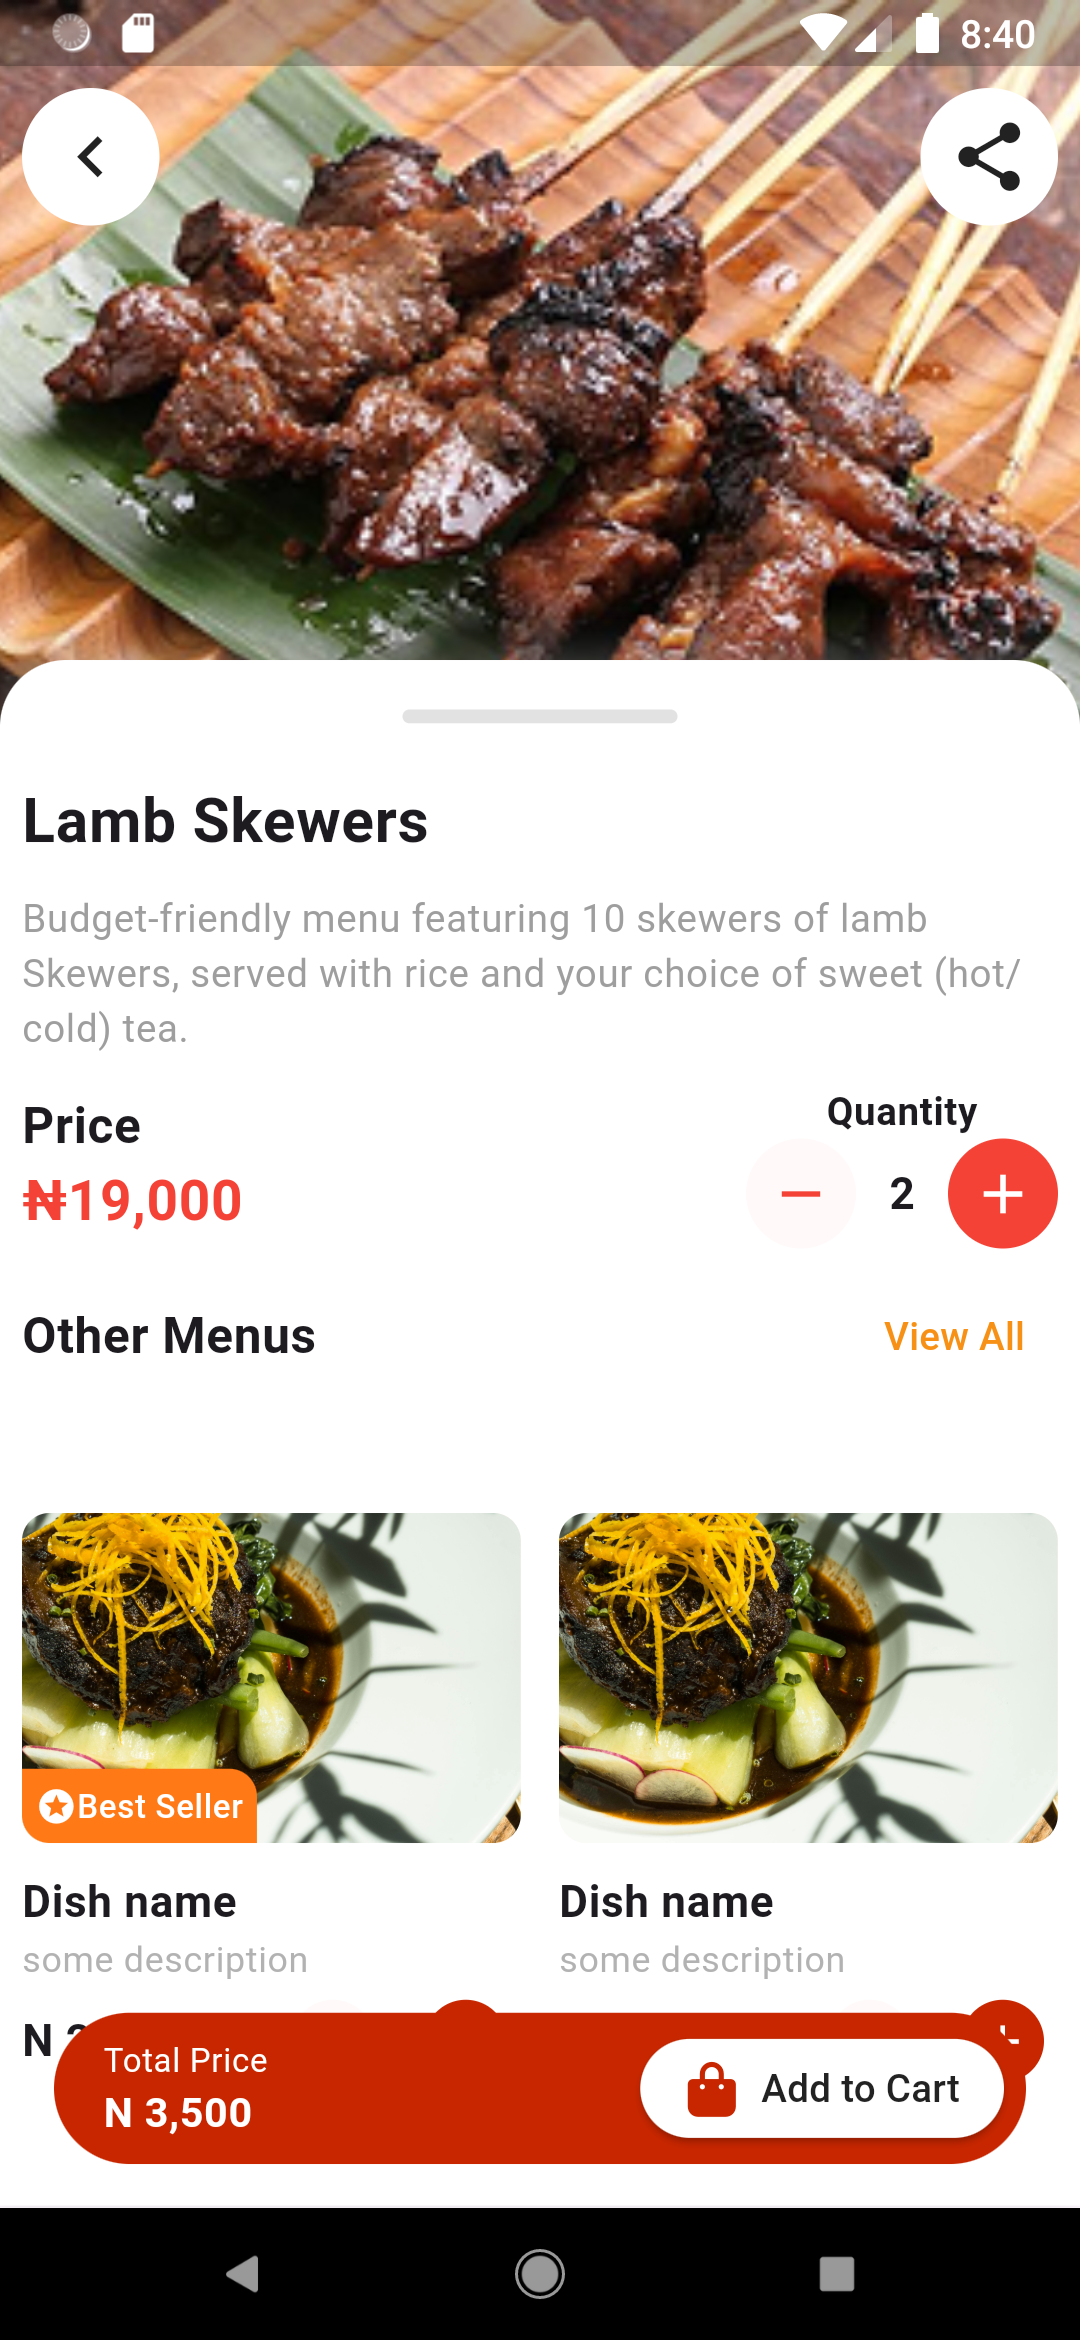 8:40
Lamb Skewers
Budget-friendly menu featuring 10 skewers of lamb
Skewers, served with rice and your choice of sweet (hot/
cold) tea.
Price
Quantity
₦19,000
2
Other Menus
View All
Best Seller
Dish name
Dish name
some description
some description
N
Total Price
N 3,500
Add to Cart